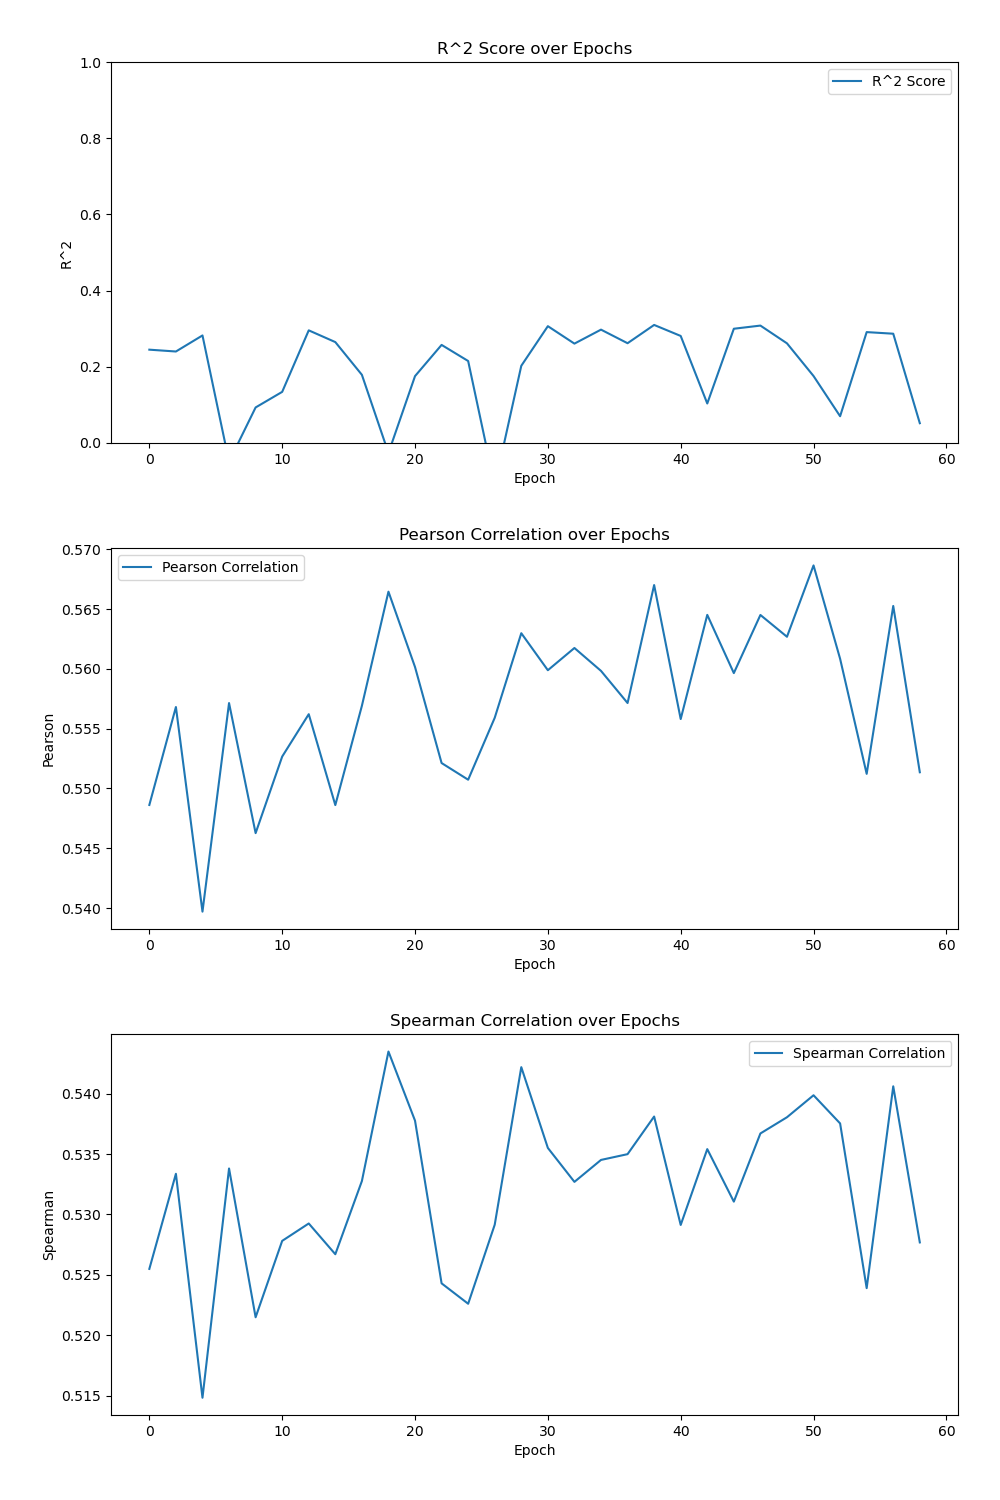 R^2 Score over Epochs
1.0
R^2 Score
0.8
0.6
R^2
0.4
0.2
0.0
0 10 20 30 40 50 60
Epoch
Pearson Correlation over Epochs
0.570
Pearson Correlation
0.565
0.560
0.555
Pearson
0.550
0.545
0.540
0 10 20 30 40 50 60
Epoch
Spearman Correlation over Epochs
Spearman Correlation
0.540
0.535
0.530
Spearman
0.525
0.520
0.515
0 10 20 30 40 50 60
Epoch